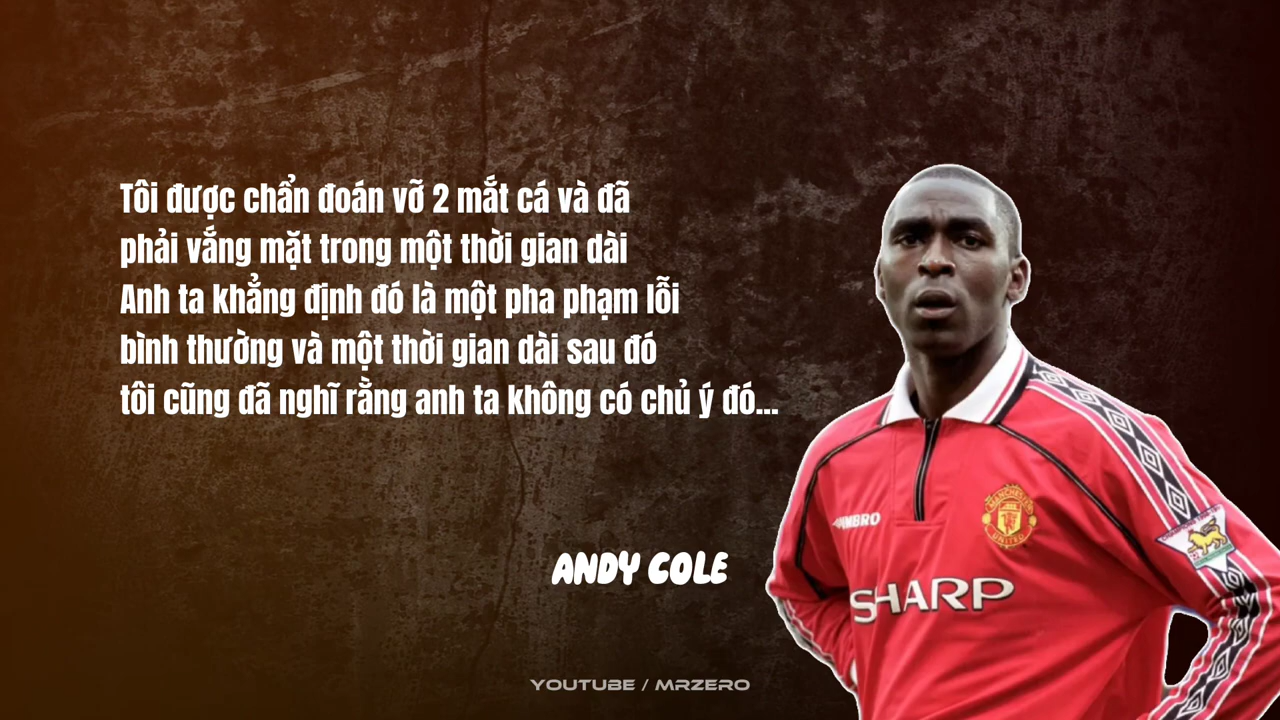 Tôi được chẩn đoán vỡ 2 mắt cá và đã
phải vắng mặt trong một thời gian dài
Anh ta khẳng định đó là một pha phạm lỗi
bình thường và một thời gian dài sau đó
tôi cũng đã nghĩ rằng anh ta không có chủ ý đó...
UMBRO
MANCHESTER
UNITED
SHARP
ANDY COLE
YOUTUBE / MRZERO